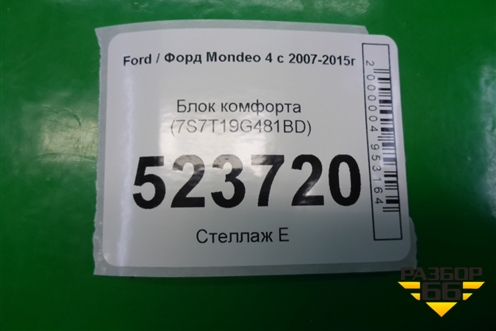 Ford / Форд Mondeo 4 с 2007-2015г
Блок комфорта
(7S7T19G481BD)
523720
Стеллаж Е
2000004953164
РАЗБОР
66